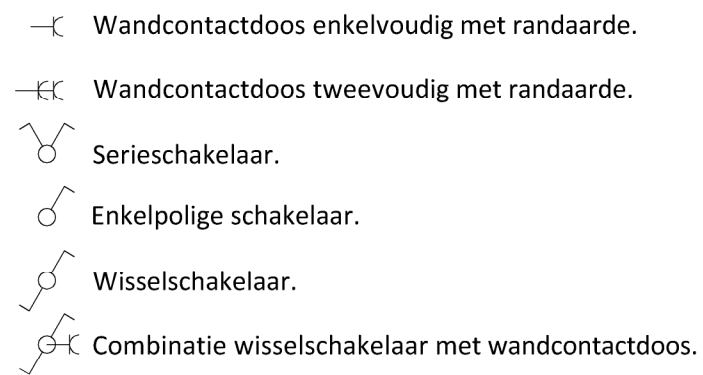 Wandcontactdoos enkelvoudig met randaarde.
Wandcontactdoos tweevoudig met randaarde.
Serieschakelaar.
Enkelpolige schakelaar.
Wisselschakelaar.
Combinatie wisselschakelaar met wandcontactdoos.